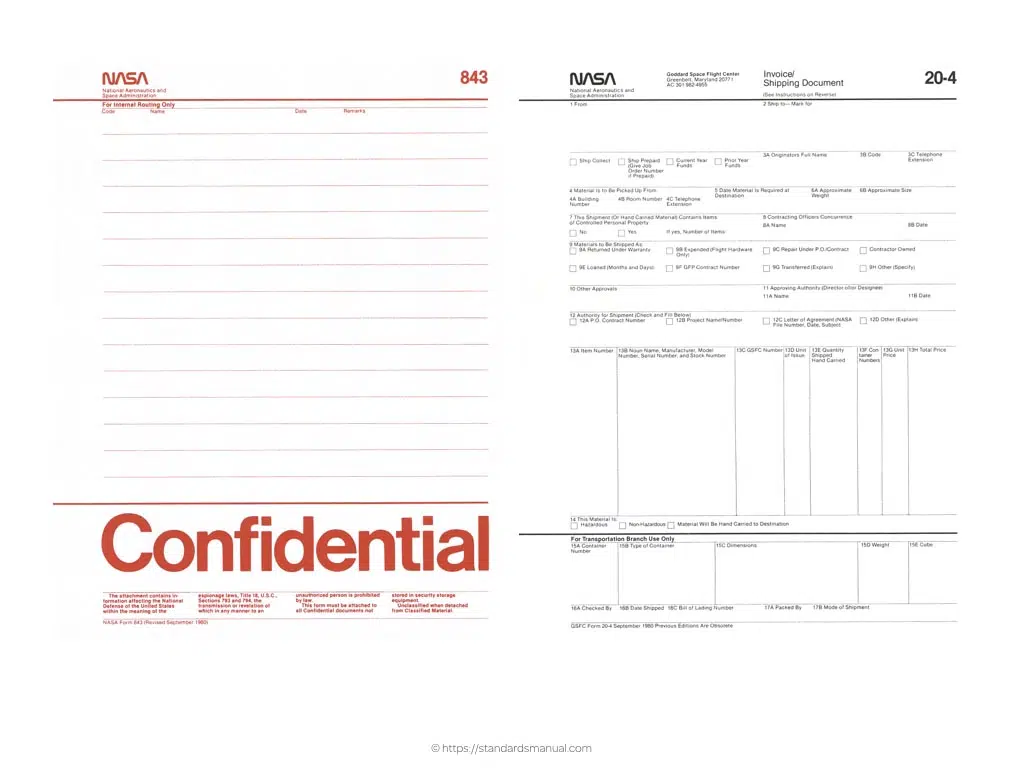 NASA
843
National Aeronautics and
Space Administration
For Internal Routing Only
Code Name Date Remarks
Confidential
The attachment contains in-
formation affecting the National
Defense of the United States
within the meaning of the
espionage laws, Title 18, U.S.C.,
Sections 793 and 794, the
transmission or revelation of
which in any manner to an
unauthorized person is prohibited
by law.
This form must be attached to
all Confidential documents not
stored in security storage
equipment.
Unclassified when detached
from Classified Material.
NASA Form 843 (Revised September 1980)
NASA
National Aeronautics and
Space Administration
Goddard Space Flight Center
Greenbelt, Maryland 20771
AC 301 982-4955
Invoice/
Shipping Document
(See Instructions on Reverse)
20-4
1 From
2 Ship to—Mark for
Ship Collect
Ship Prepaid
(Give Job
Order Number
if Prepaid)
Current Year
Funds
Prior Year
Funds
3A Originators Full Name
3B Code
3C Telephone
Extension
4 Material Is to Be Picked Up From
4A Building
Number
4B Room Number
4C Telephone
Extension
5 Date Material Is Required at
Destination
6A Approximate
Weight
6B Approximate Size
7 This Shipment (Or Hand Carried Material) Contains Items
of Controlled Personal Property
No
Yes
If yes, Number of Items:
8 Contracting Officers Concurrence
8A Name
8B Date
9 Materials to Be Shipped As:
9A Returned Under Warranty
9B Expended (Flight Hardware
Only)
9C Repair Under P.O./Contract
Contractor Owned
9E Loaned (Months and Days):
9F GFP Contract Number
9G Transferred (Explain)
9H Other (Specify)
10 Other Approvals
11 Approving Authority (Director of/or Designee)
11A Name
11B Date
12 Authority for Shipment (Check and Fill Below)
12A P.O. Contract Number
12B Project Name/Number
12C Letter of Agreement (NASA
File Number, Date, Subject
12D Other (Explain)
13A Item Number
13B Noun Name, Manufacturer, Model
Number, Serial Number, and Stock Number
13C GSFC Number
13D Unit
of Issue
13E Quantity
Shipped
Hand Carried
13F Con
tainer
Numbers
13G Unit
Price
13H Total Price
14 This Material Is:
Hazardous
Non-Hazardous
Material Will Be Hand Carried to Destination
For Transportation Branch Use Only
15A Container
Number
15B Type of Container
15C Dimensions
15D Weight
15E Cube
16A Checked By
16B Date Shipped
16C Bill of Lading Number
17A Packed By
17B Mode of Shipment
GSFC Form 20-4 September 1980 Previous Editions Are Obsolete
© https://standardsmanual.com